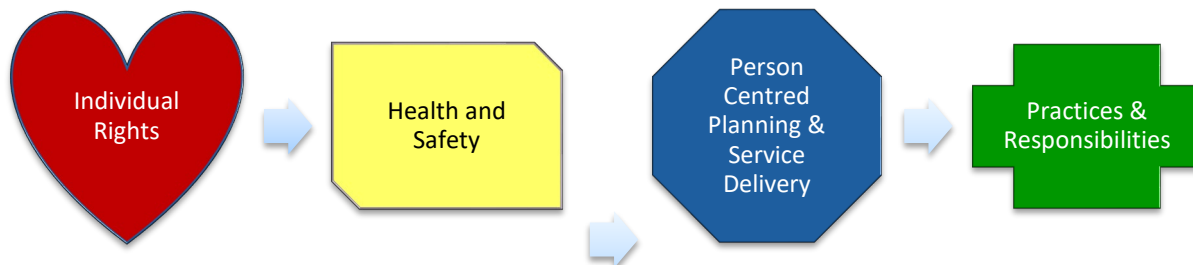 Individual
Rights
Health and
Safety
Person
Centred
Planning &
Service
Delivery
Practices &
Responsibilities